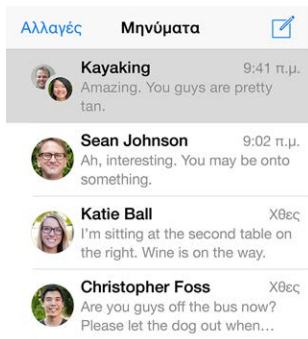 Αλλαγές Μηνύματα
Kayaking 9:41 π.μ.
Amazing. You guys are pretty
tan.
Sean Johnson 9:02 π.μ.
Ah, interesting. You may be onto
something.
Katie Ball Χθες
I'm sitting at the second table on
the right. Wine is on the way.
Christopher Foss Χθες
Are you guys off the bus now?
Please let the dog out when…